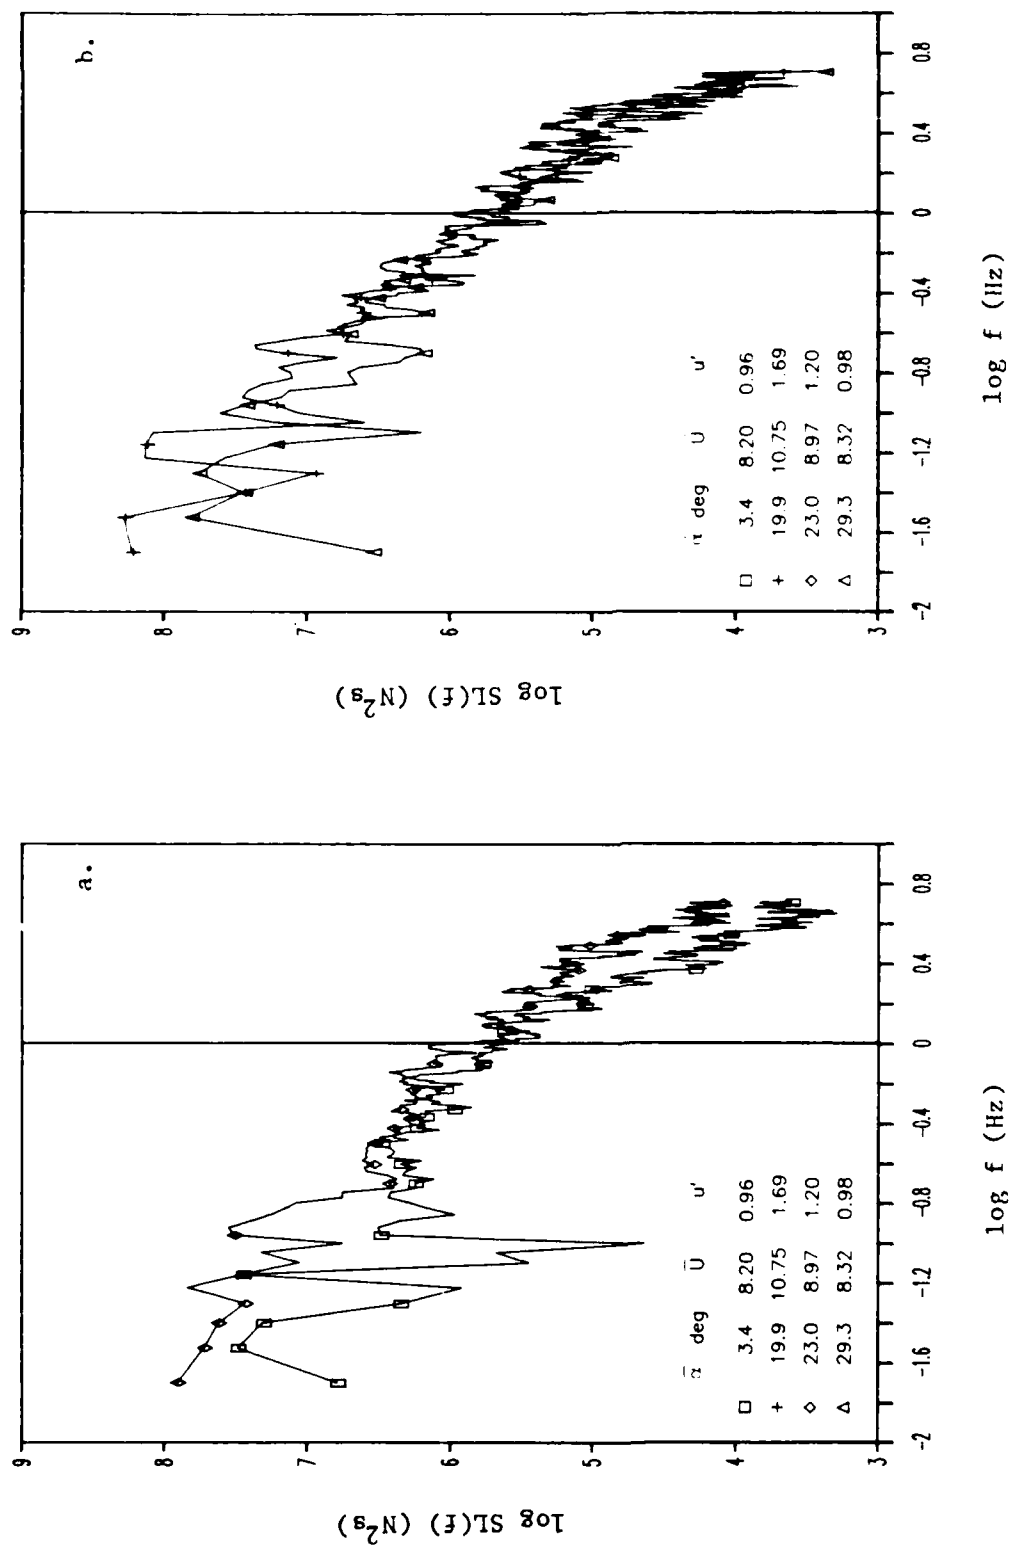 a.
log SL(f) (N²s)
9
8
7
6
5
4
3
-2
-1.6
-1.2
-0.8
-0.4
0
0.4
0.8
log f (Hz)
α̅ deg U̅ u'
□ 3.4 8.20 0.96
+ 19.9 10.75 1.69
◇ 23.0 8.97 1.20
△ 29.3 8.32 0.98
b.
log SL(f) (N²s)
9
8
7
6
5
4
3
-2
-1.6
-1.2
-0.8
-0.4
0
0.4
0.8
log f (Hz)
deg U u'
□ 3.4 8.20 0.96
+ 19.9 10.75 1.69
◇ 23.0 8.97 1.20
△ 29.3 8.32 0.98